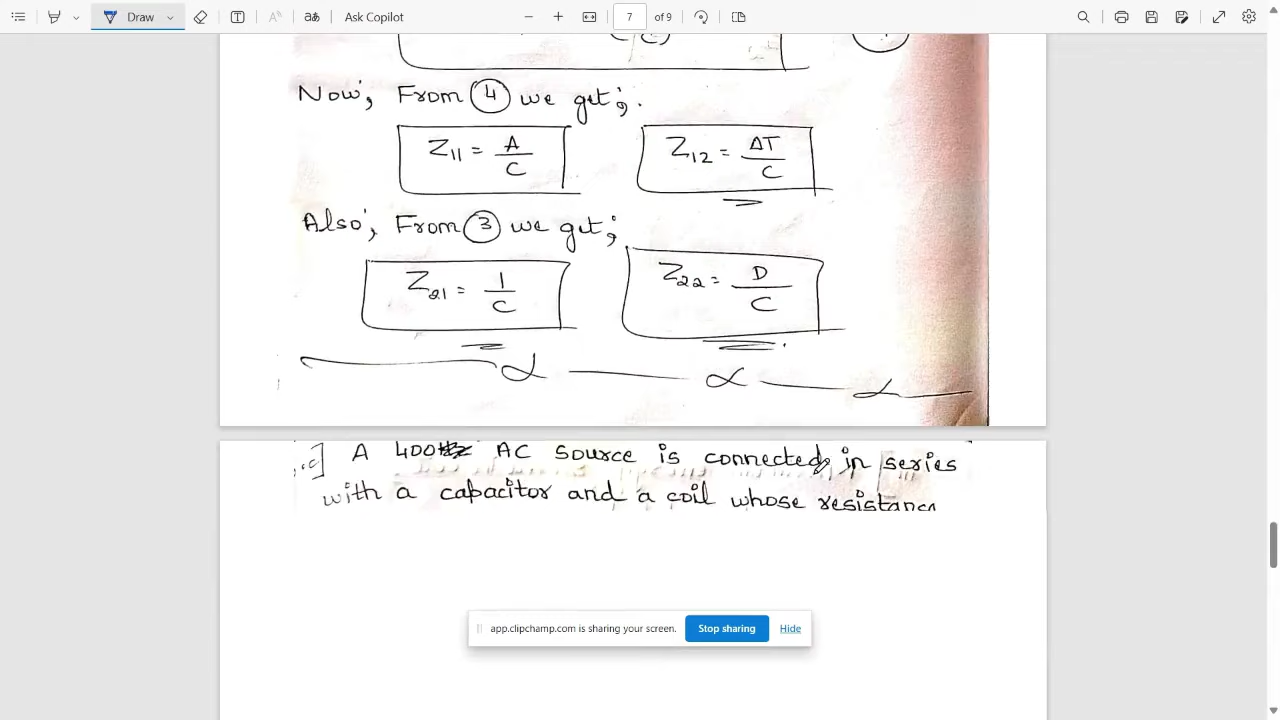 Draw
Ask Copilot
7 of 9
Now, From ④ we get;
Z11 = A/C Z12 = ΔT/C
Also, From ③ we get;
Z21 = 1/C Z22 = D/C
.c] A 400Hz AC source is connected in series
with a capacitor and a coil whose resistance
app.clipchamp.com is sharing your screen. Stop sharing Hide